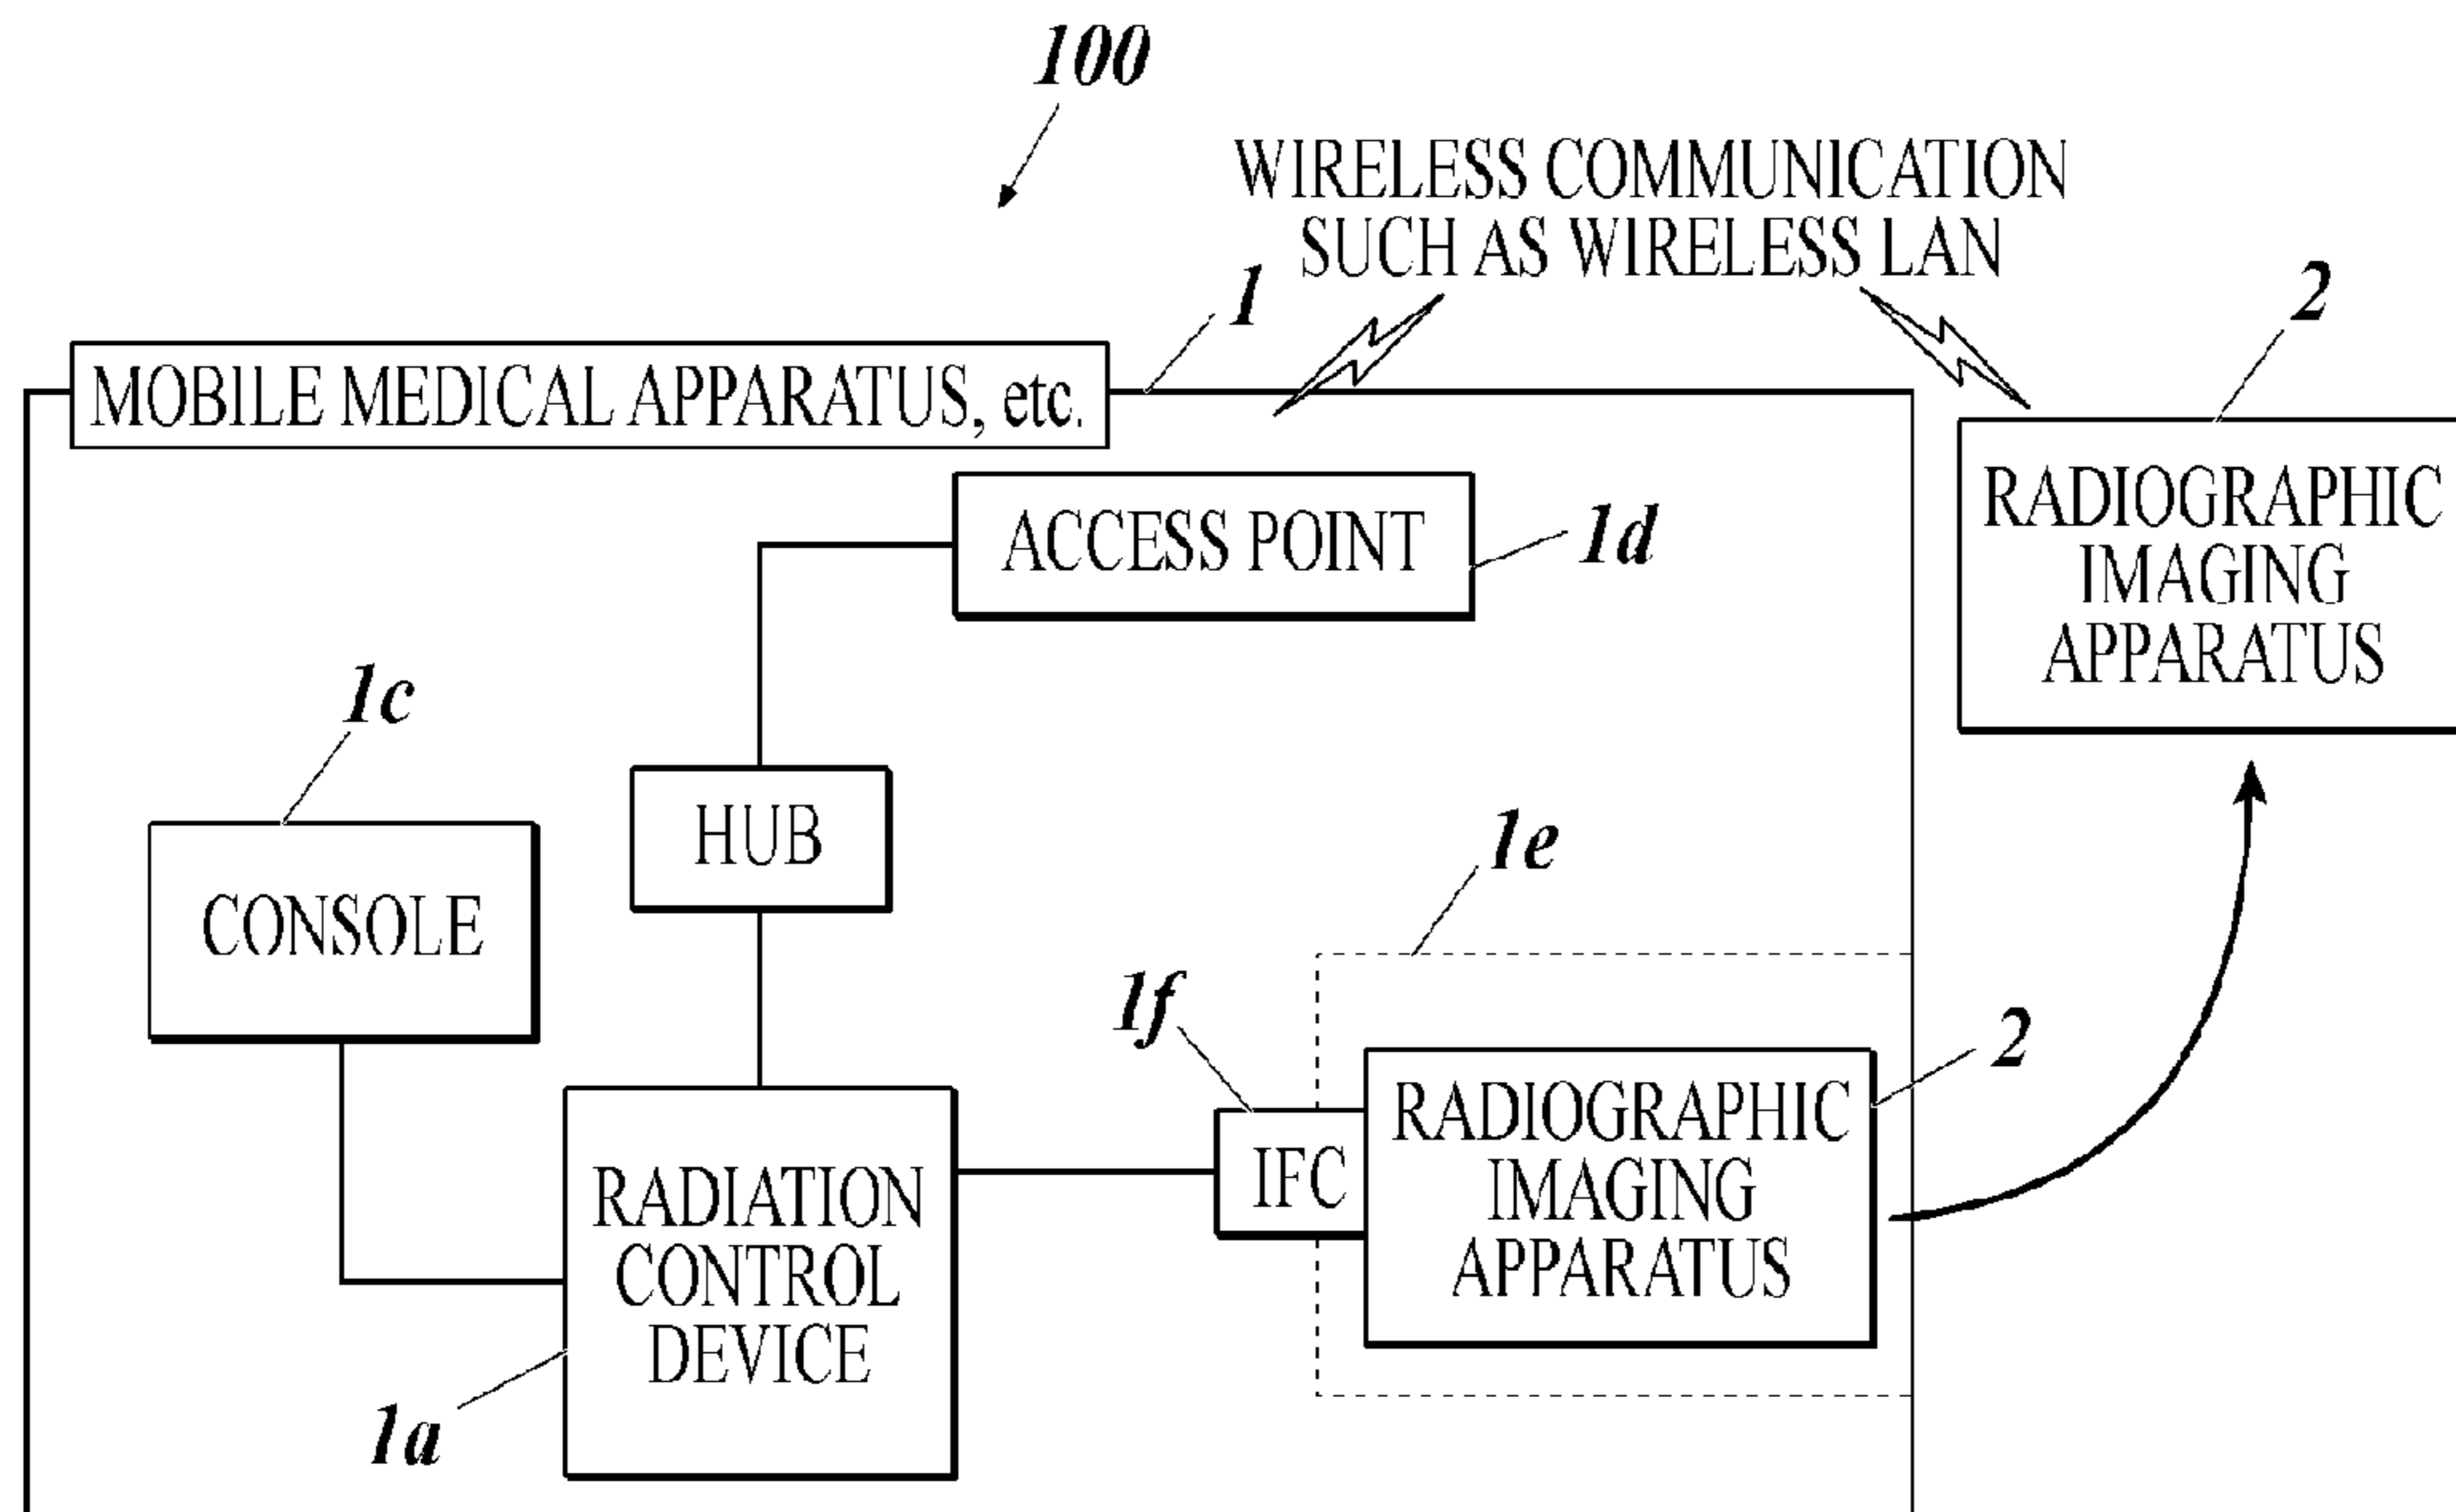 100
WIRELESS COMMUNICATION
SUCH AS WIRELESS LAN
1
2
MOBILE MEDICAL APPARATUS, etc.
RADIOGRAPHIC
IMAGING
APPARATUS
ACCESS POINT
1d
1c
HUB
CONSOLE
1e
1f
2
RADIOGRAPHIC
IMAGING
APPARATUS
IFC
RADIATION
CONTROL
DEVICE
1a